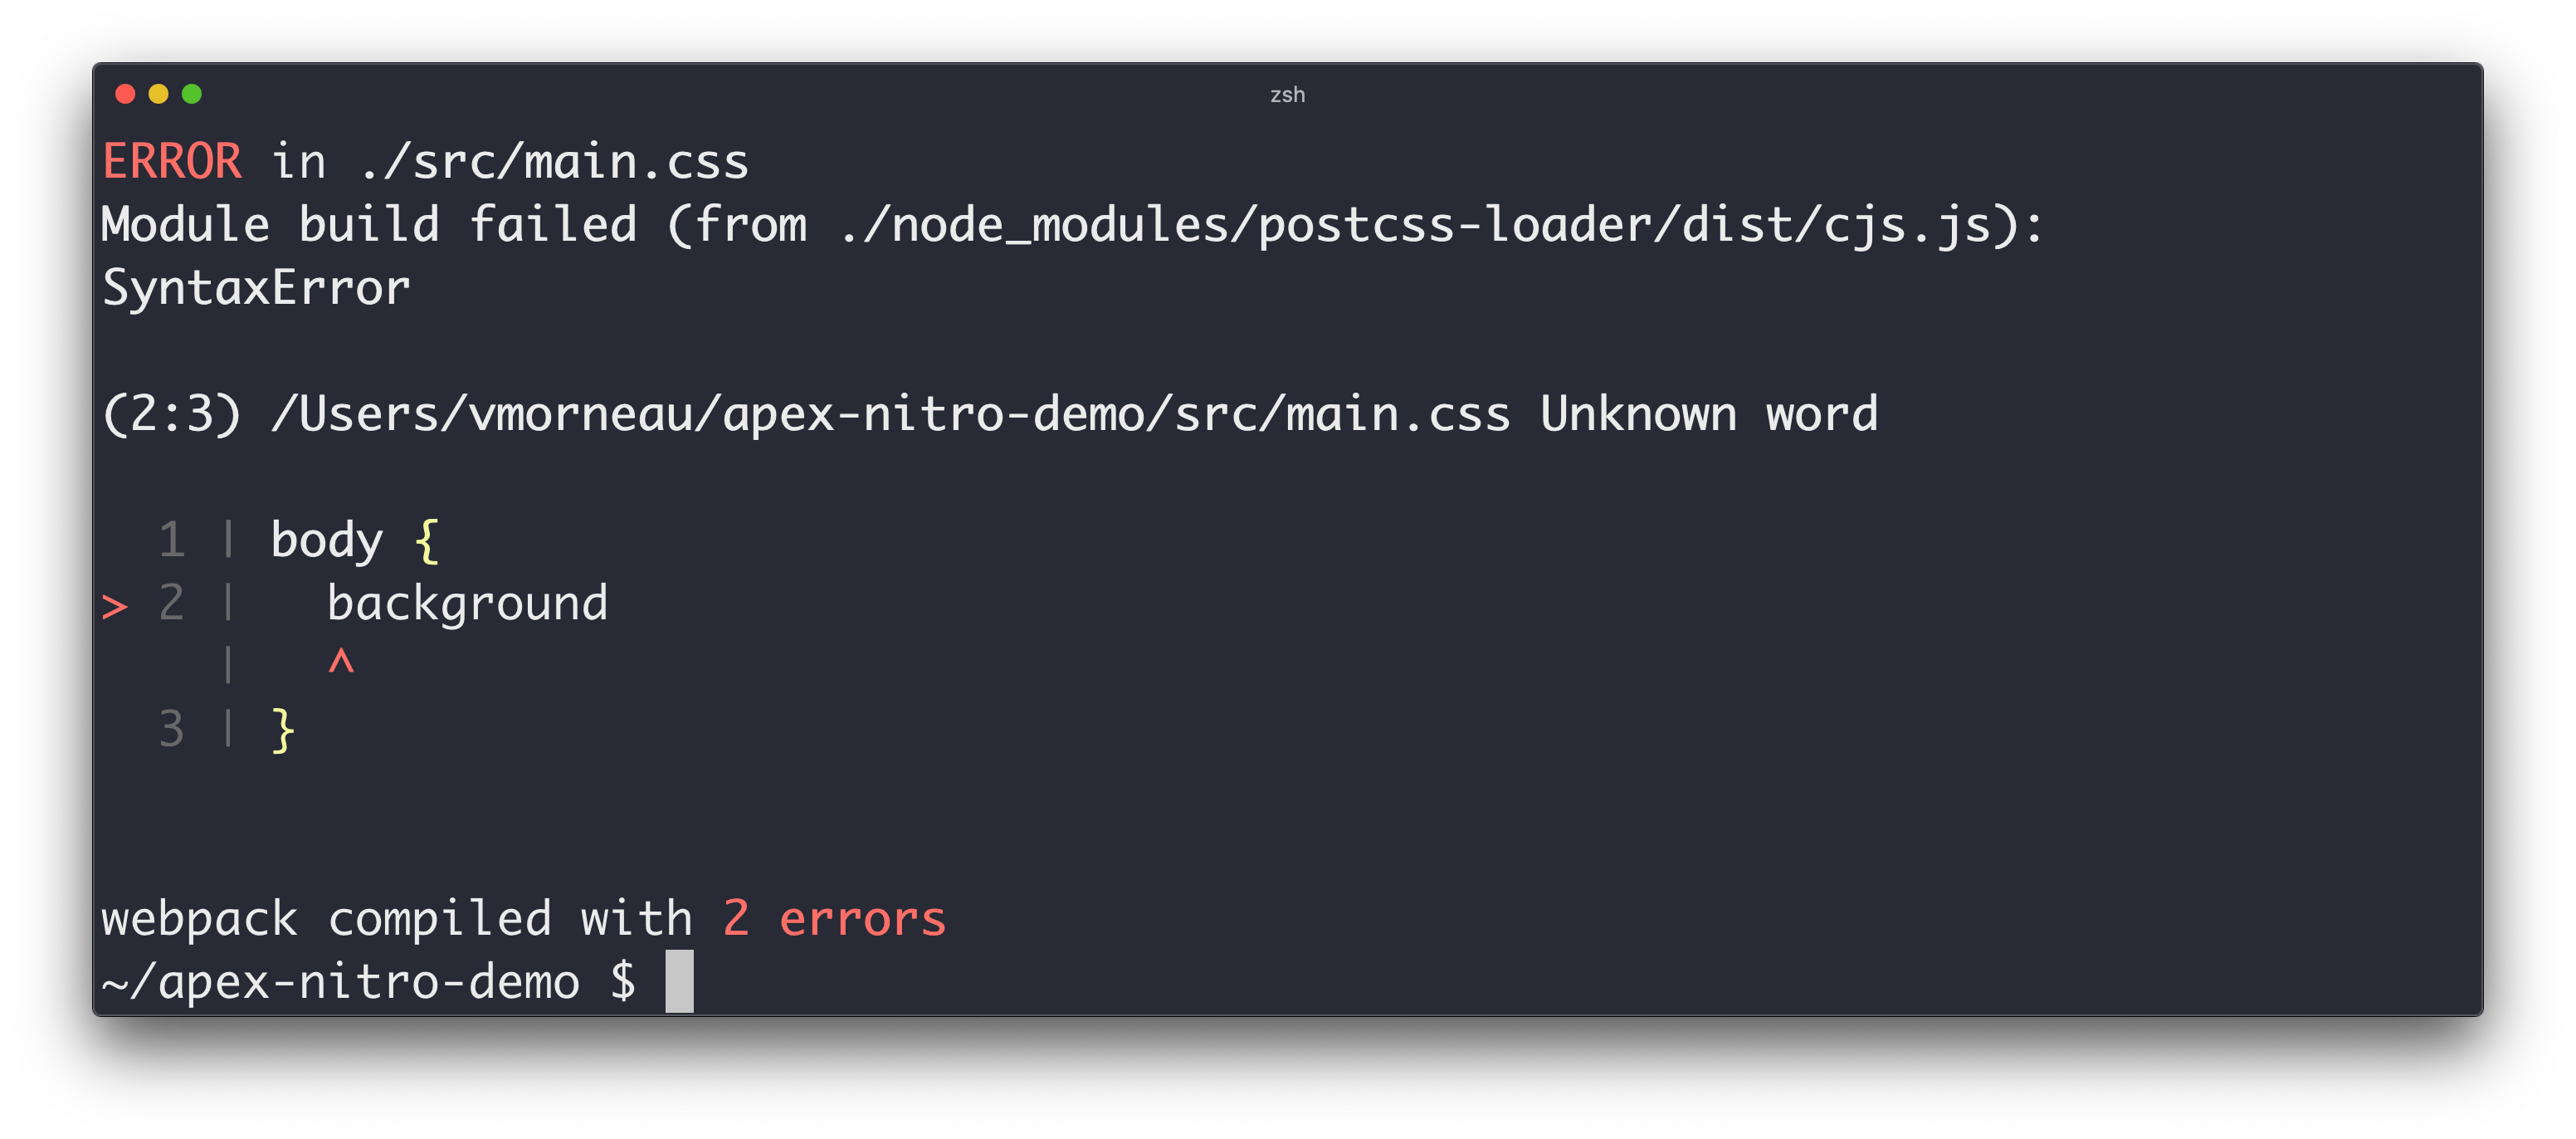 zsh
ERROR in ./src/main.css
Module build failed (from ./node_modules/postcss-loader/dist/cjs.js):
SyntaxError
(2:3) /Users/vmorneau/apex-nitro-demo/src/main.css Unknown word
  1 | body {
> 2 |   background
    |   ^
  3 | }
webpack compiled with 2 errors
~/apex-nitro-demo $